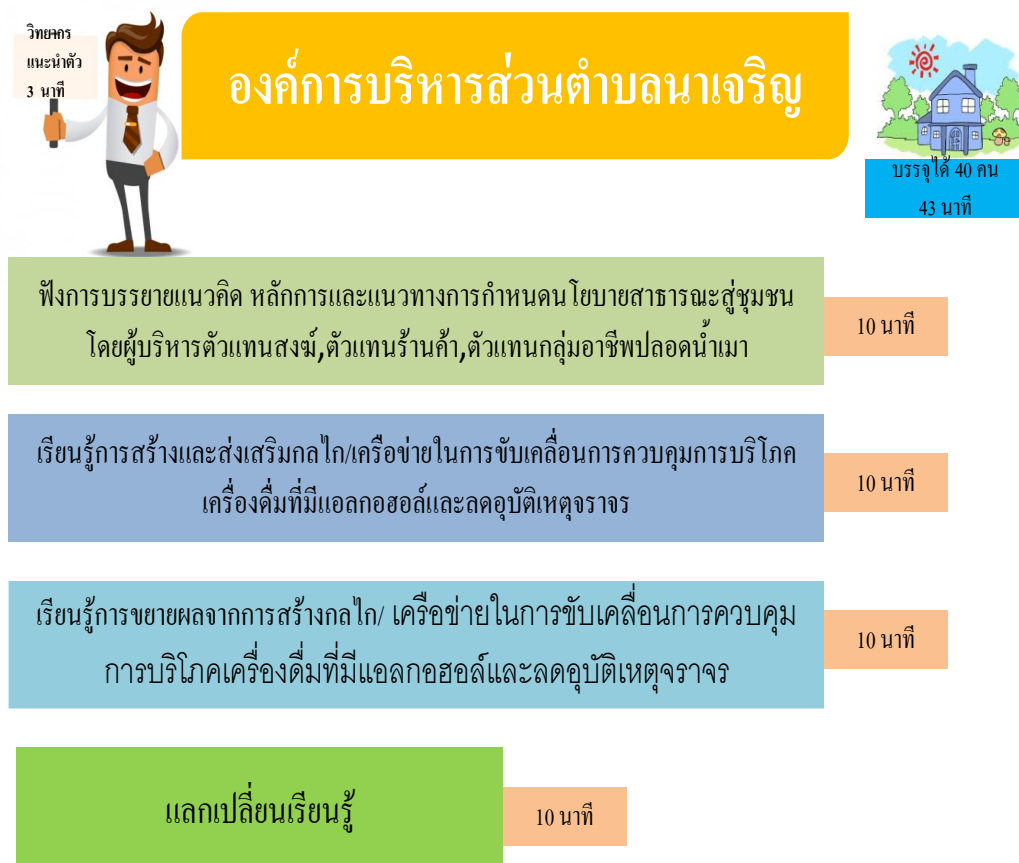 วิทยากร
แนะนำตัว
3 นาที
องค์การบริหารส่วนตำบลนาเจริญ
บรรจุได้ 40 คน
43 นาที
ฟังการบรรยายแนวคิด หลักการและแนวทางการกำหนดนโยบายสาธารณะสู่ชุมชน
โดยผู้บริหารตัวแทนสงฆ์,ตัวแทนร้านค้า,ตัวแทนกลุ่มอาชีพปลอดน้ำเมา
10 นาที
เรียนรู้การสร้างและส่งเสริมกลไก/เครือข่ายในการขับเคลื่อนการควบคุมการบริโภค
เครื่องดื่มที่มีแอลกอฮอล์และลดอุบัติเหตุจราจร
10 นาที
เรียนรู้การขยายผลจากการสร้างกลไก/ เครือข่ายในการขับเคลื่อนการควบคุม
การบริโภคเครื่องดื่มที่มีแอลกอฮอล์และลดอุบัติเหตุจราจร
10 นาที
แลกเปลี่ยนเรียนรู้
10 นาที